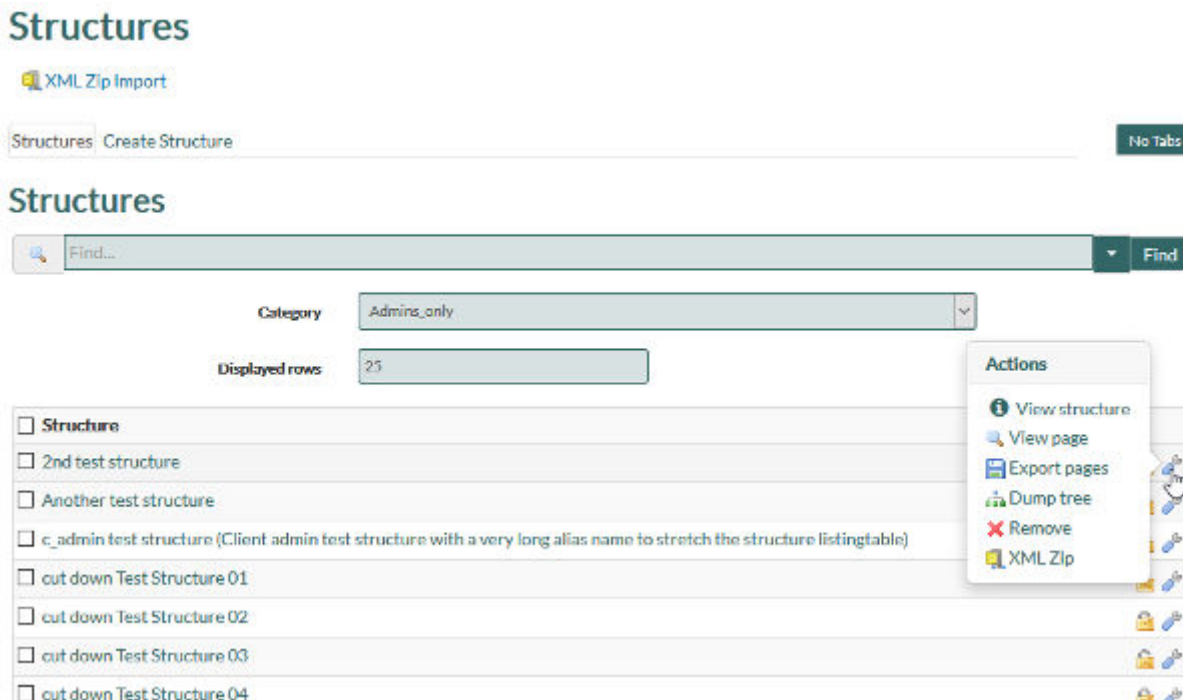 Structures
XML Zip Import
Structures Create Structure
No Tabs
Structures
Find...
Find
Category
Admins_only
Displayed rows
25
Actions
View structure
View page
Export pages
Dump tree
Remove
XML Zip
Structure
2nd test structure
Another test structure
c_admin test structure (Client admin test structure with a very long alias name to stretch the structure listingtable)
cut down Test Structure 01
cut down Test Structure 02
cut down Test Structure 03
cut down Test Structure 04